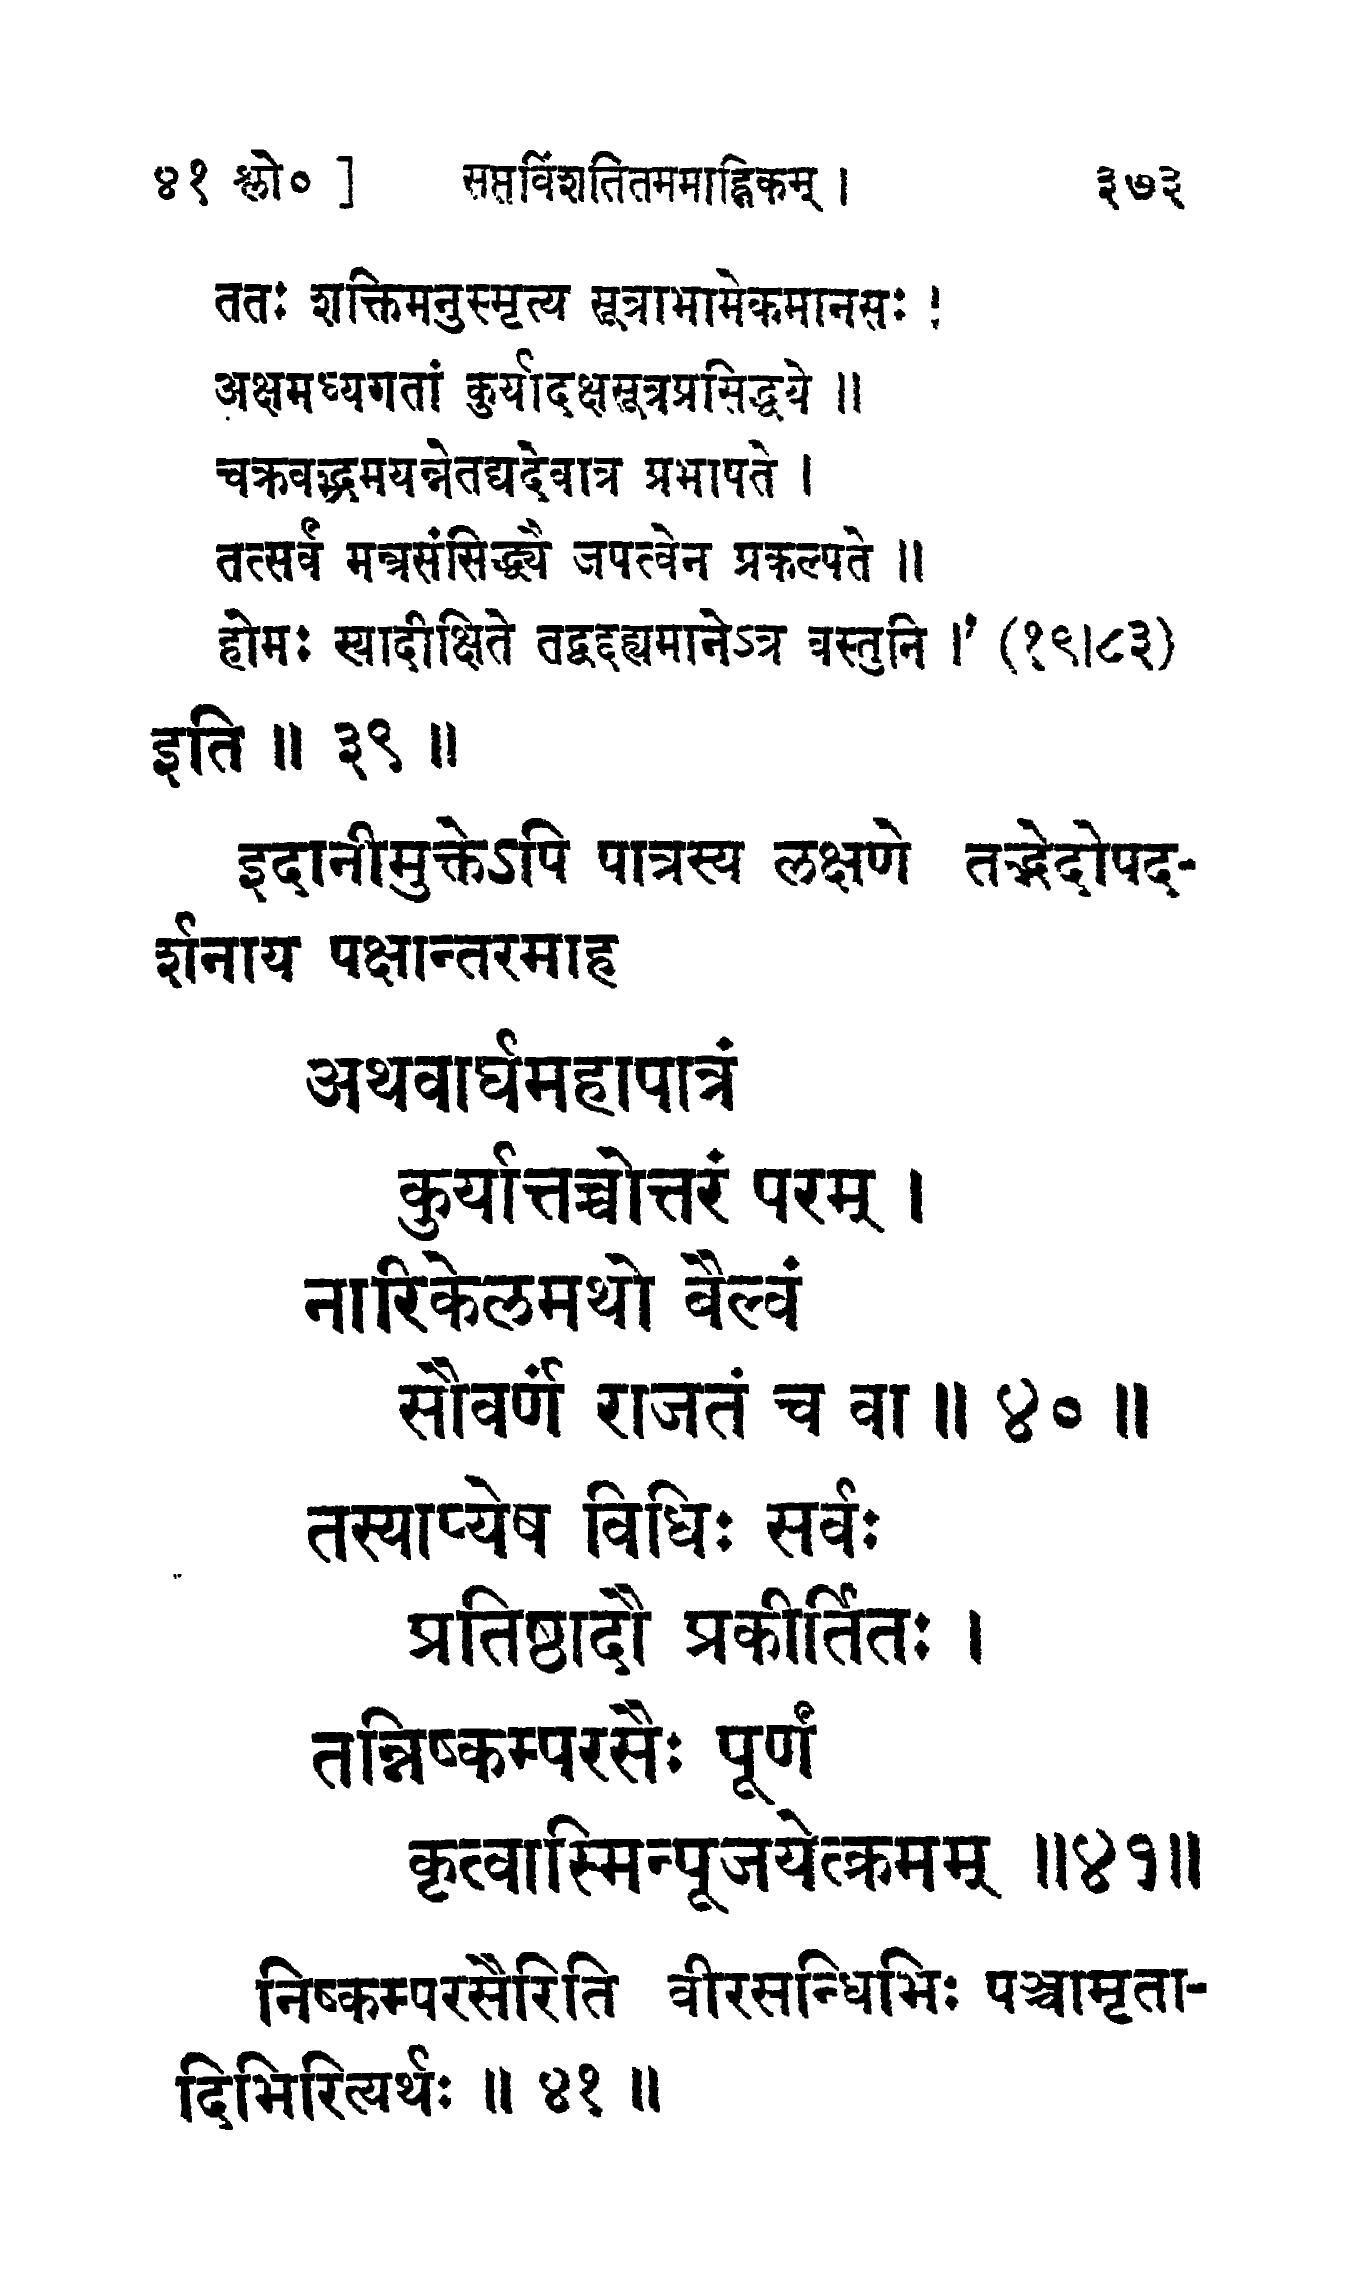 ४१ श्लो० ] सप्तविंशतितममाह्निकम् । ३७३
ततः शक्तिमनुस्मृत्य सूत्राभामेकमानसः ।
अक्षमध्यगतां कुर्यादक्षसूत्रप्रसिद्धये ॥
चक्रवद्भ्रमयन्नेतद्यदेवात्र प्रभाषते ।
तत्सर्वं मन्त्रसंसिद्ध्यै जपत्वेन प्रकल्पते ॥
होमः स्याद्दीक्षिते तद्वद्दह्यमानेऽत्र वस्तुनि ।' (१९।८३)
इति ॥ ३९ ॥
इदानीमुक्तेऽपि पात्रस्य लक्षणे तद्भेदोपद-
र्शनाय पक्षान्तरमाह
अथवार्घमहापात्रं
कुर्यात्तच्चोत्तरं परम् ।
नारिकेलमथो बैल्वं
सौवर्णं राजतं च वा ॥ ४० ॥
तस्याप्येष विधिः सर्वः
प्रतिष्ठादौ प्रकीर्तितः ।
तन्निष्कम्परसैः पूर्णं
कृत्वास्मिन्पूजयेत्क्रमम् ॥४१॥
निष्कम्परसैरिति वीरसन्धिभिः पञ्चामृता-
दिभिरित्यर्थः ॥ ४१ ॥